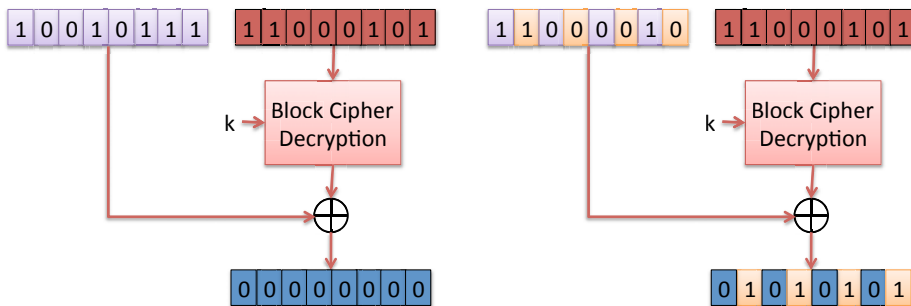 1 0 0 1 0 1 1 1 1 1 0 0 0 1 0 1 1 1 0 0 0 0 1 0 1 1 0 0 0 1 0 1
k Block Cipher Decryption k Block Cipher Decryption
0 0 0 0 0 0 0 0 0 1 0 1 0 1 0 1